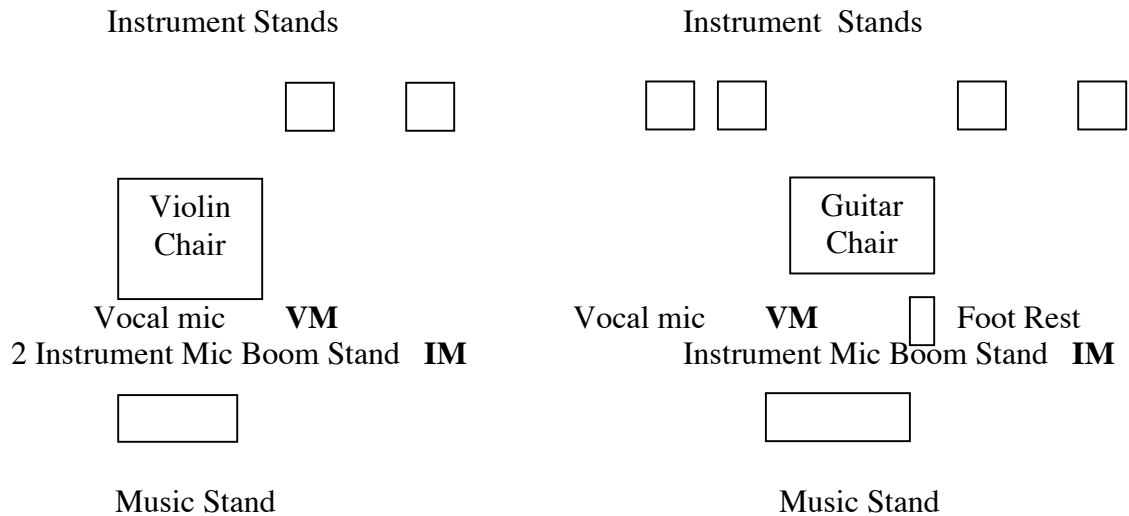 Instrument Stands Instrument Stands
Violin Guitar
Chair Chair
Vocal mic VM Vocal mic VM Foot Rest
2 Instrument Mic Boom Stand IM Instrument Mic Boom Stand IM
Music Stand Music Stand